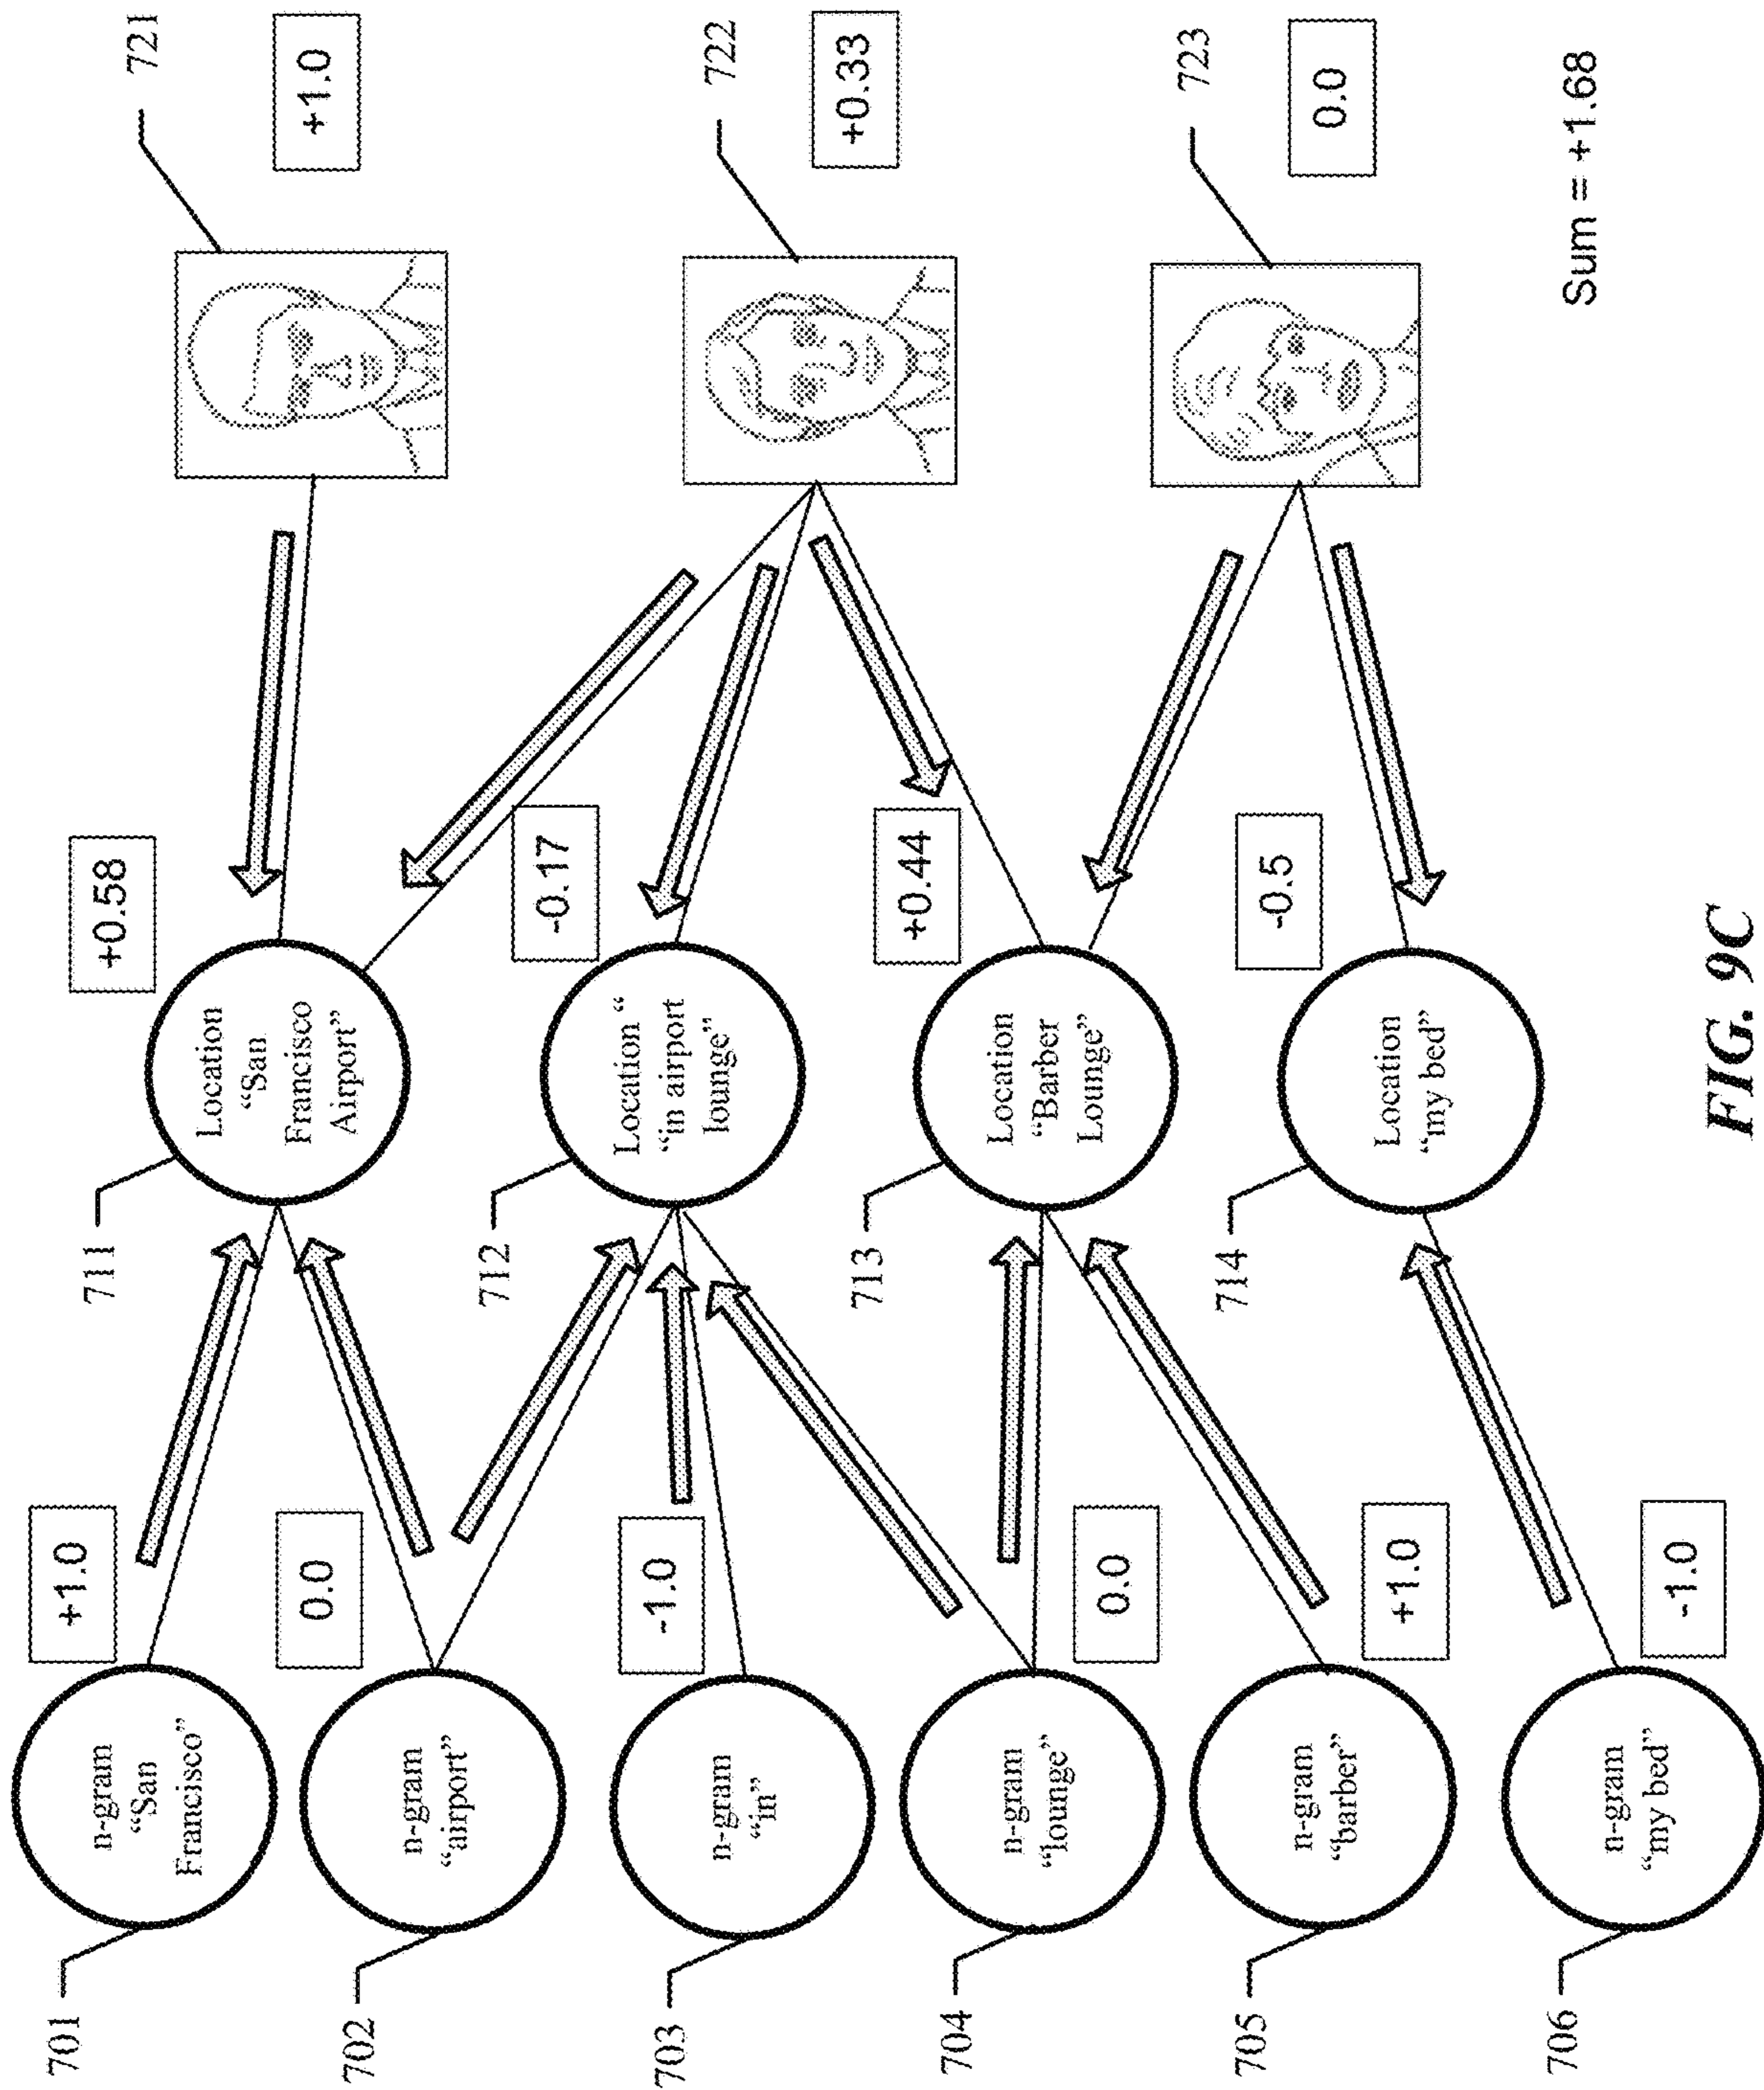 701
n-gram
“San
Francisco”
+1.0
702
n-gram
“airport”
0.0
703
n-gram
“in”
-1.0
704
n-gram
“lounge”
0.0
705
n-gram
“barber”
+1.0
706
n-gram
“my bed”
-1.0
711
Location
“San
Francisco
Airport”
+0.58
712
Location “
“in airport
lounge”
-0.17
713
Location
“Barber
Lounge”
+0.44
714
Location
“my bed”
-0.5
721
+1.0
722
+0.33
723
0.0
Sum = +1.68
FIG. 9C